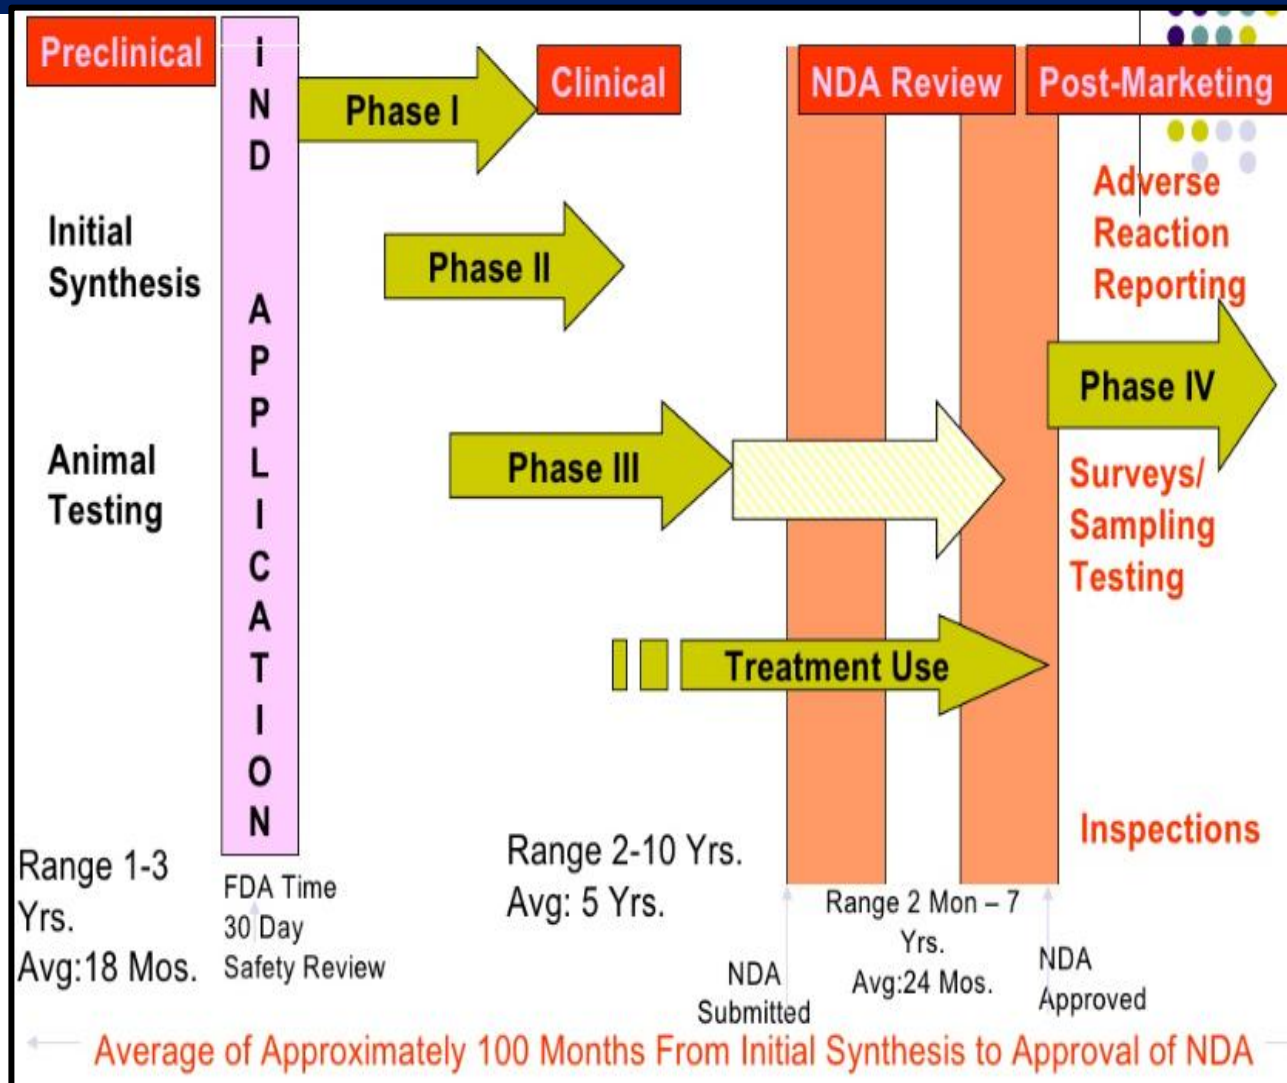 Preclinical
IND APPLICATION
Phase I
Clinical
NDA Review
Post-Marketing
Initial
Synthesis
Phase II
Adverse
Reaction
Reporting
Animal
Testing
Phase III
Phase IV
Surveys/
Sampling
Testing
Treatment Use
Inspections
Range 1-3
Yrs.
Avg:18 Mos.
FDA Time
30 Day
Safety Review
Range 2-10 Yrs.
Avg: 5 Yrs.
NDA
Submitted
Range 2 Mon – 7
Yrs.
Avg:24 Mos.
NDA
Approved
Average of Approximately 100 Months From Initial Synthesis to Approval of NDA